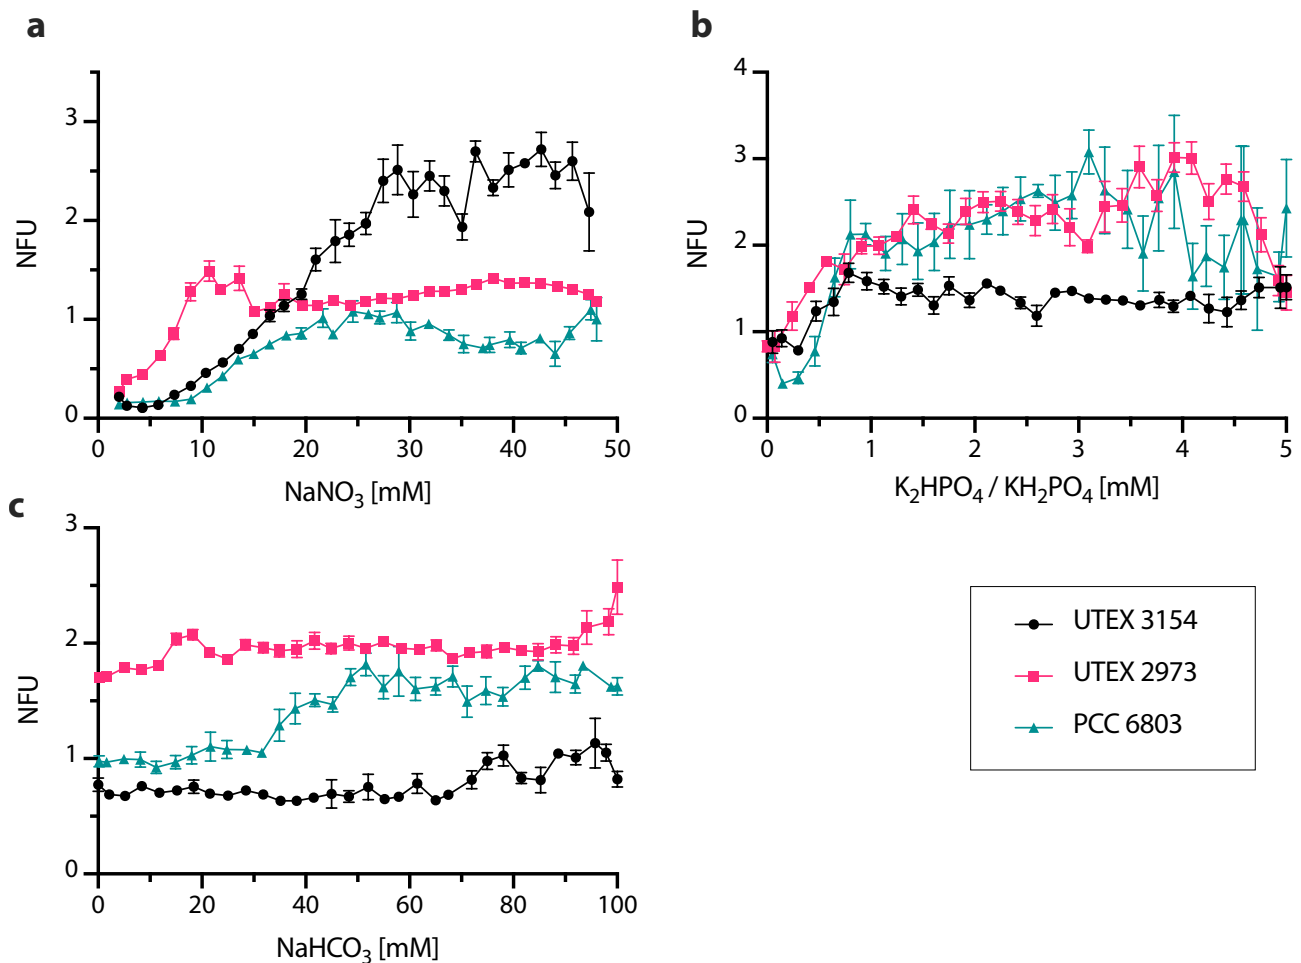 a
3
2
1
0
NFU
0 10 20 30 40 50
NaNO₃ [mM]
b
4
3
2
1
0
NFU
0 1 2 3 4 5
K₂HPO₄ / KH₂PO₄ [mM]
c
3
2
1
0
NFU
0 20 40 60 80 100
NaHCO₃ [mM]
UTEX 3154
UTEX 2973
PCC 6803